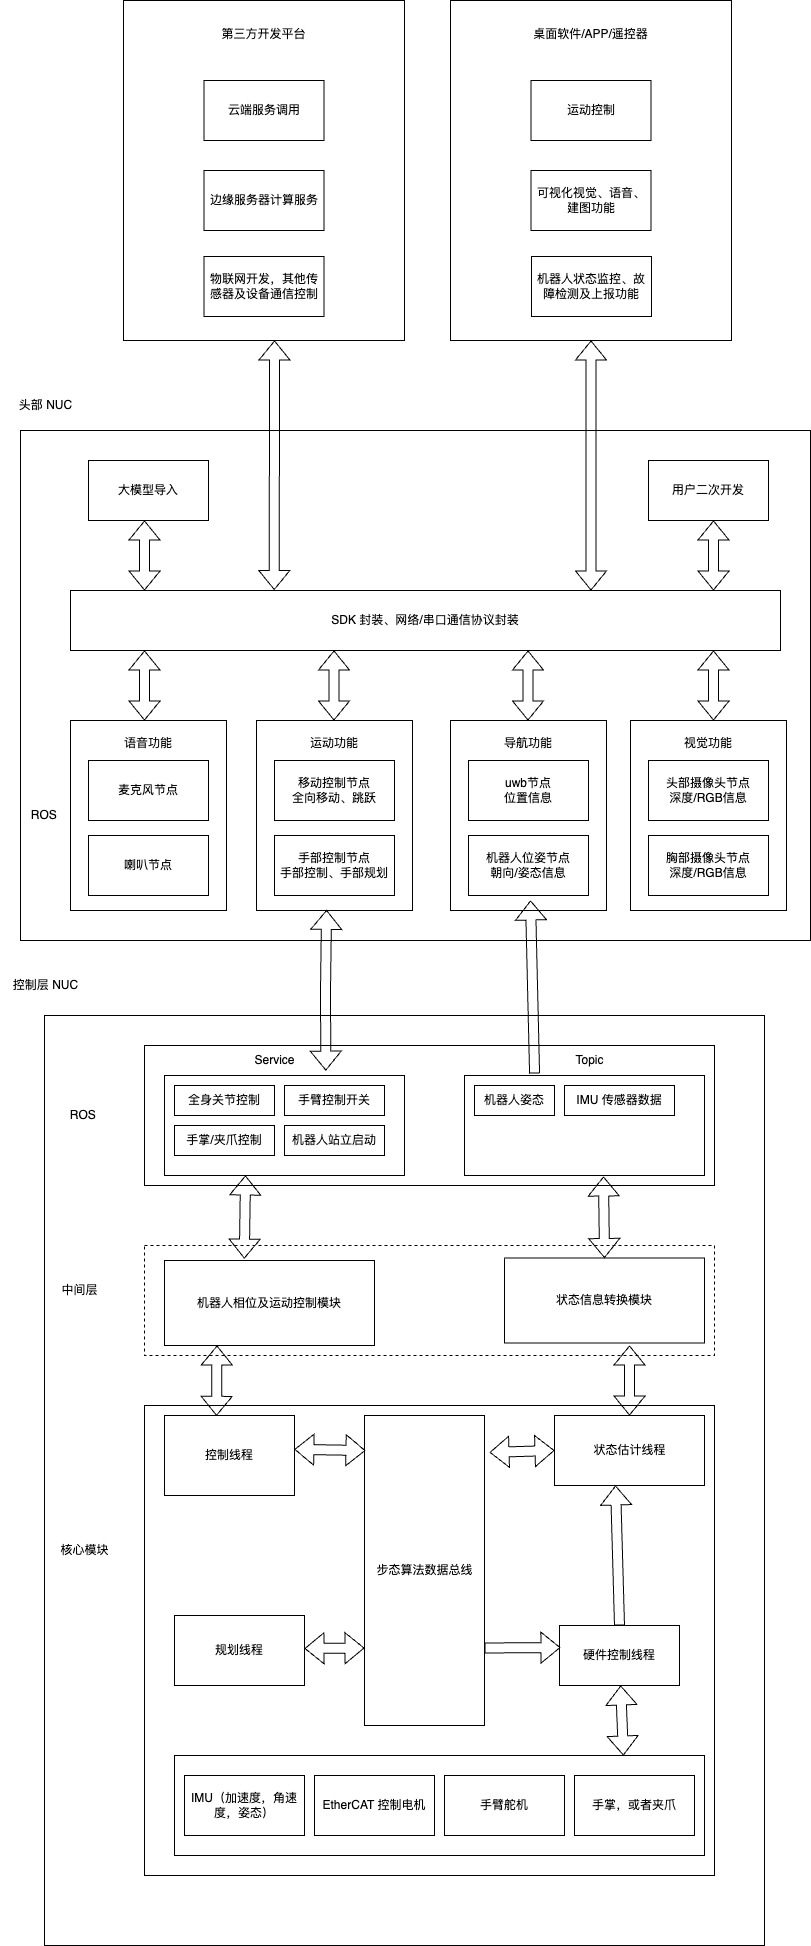 第三方开发平台
云端服务调用
边缘服务器计算服务
物联网开发，其他传
感器及设备通信控制
桌面软件/APP/遥控器
运动控制
可视化视觉、语音、
建图功能
机器人状态监控、故
障检测及上报功能
头部 NUC
大模型导入
用户二次开发
SDK 封装、网络/串口通信协议封装
ROS
语音功能
麦克风节点
喇叭节点
运动功能
移动控制节点
全向移动、跳跃
手部控制节点
手部控制、手部规划
导航功能
uwb节点
位置信息
机器人位姿节点
朝向/姿态信息
视觉功能
头部摄像头节点
深度/RGB信息
胸部摄像头节点
深度/RGB信息
控制层 NUC
ROS
Service
全身关节控制
手臂控制开关
手掌/夹爪控制
机器人站立启动
Topic
机器人姿态
IMU 传感器数据
中间层
机器人相位及运动控制模块
状态信息转换模块
核心模块
控制线程
步态算法数据总线
状态估计线程
规划线程
硬件控制线程
IMU（加速度，角速
度，姿态）
EtherCAT 控制电机
手臂舵机
手掌，或者夹爪